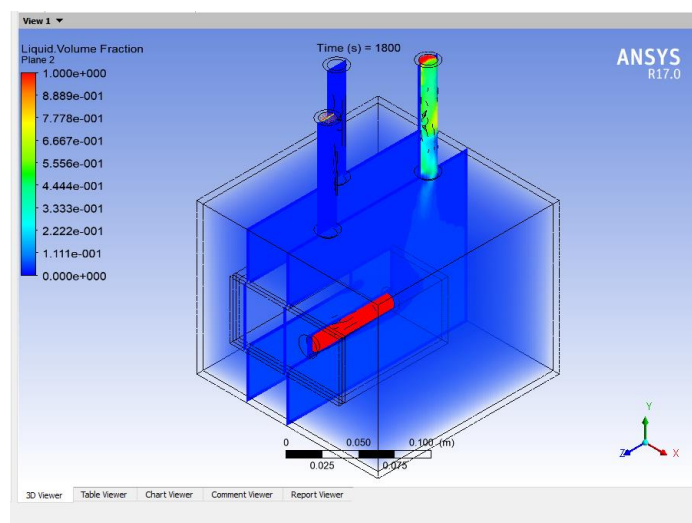 View 1
Liquid.Volume Fraction
Plane 2
Time (s) = 1800
ANSYS
R17.0
1.000e+000
8.889e-001
7.778e-001
6.667e-001
5.556e-001
4.444e-001
3.333e-001
2.222e-001
1.111e-001
0.000e+000
Y
Z X
0 0.050 0.100 (m)
0.025 0.075
3D Viewer Table Viewer Chart Viewer Comment Viewer Report Viewer